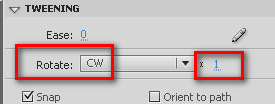 TWEENING
Ease: 0
Rotate: CW x 1
Snap Orient to path